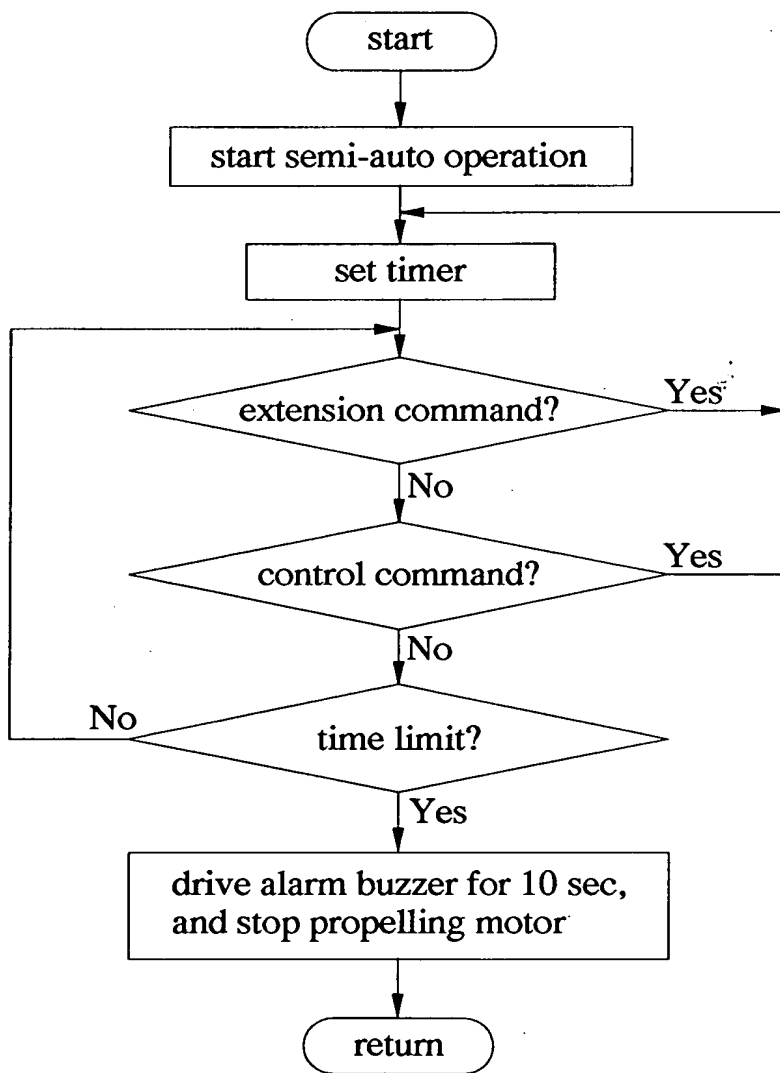 start
start semi-auto operation
set timer
extension command?
Yes
No
control command?
Yes
No
time limit?
No
Yes
drive alarm buzzer for 10 sec,
and stop propelling motor
return